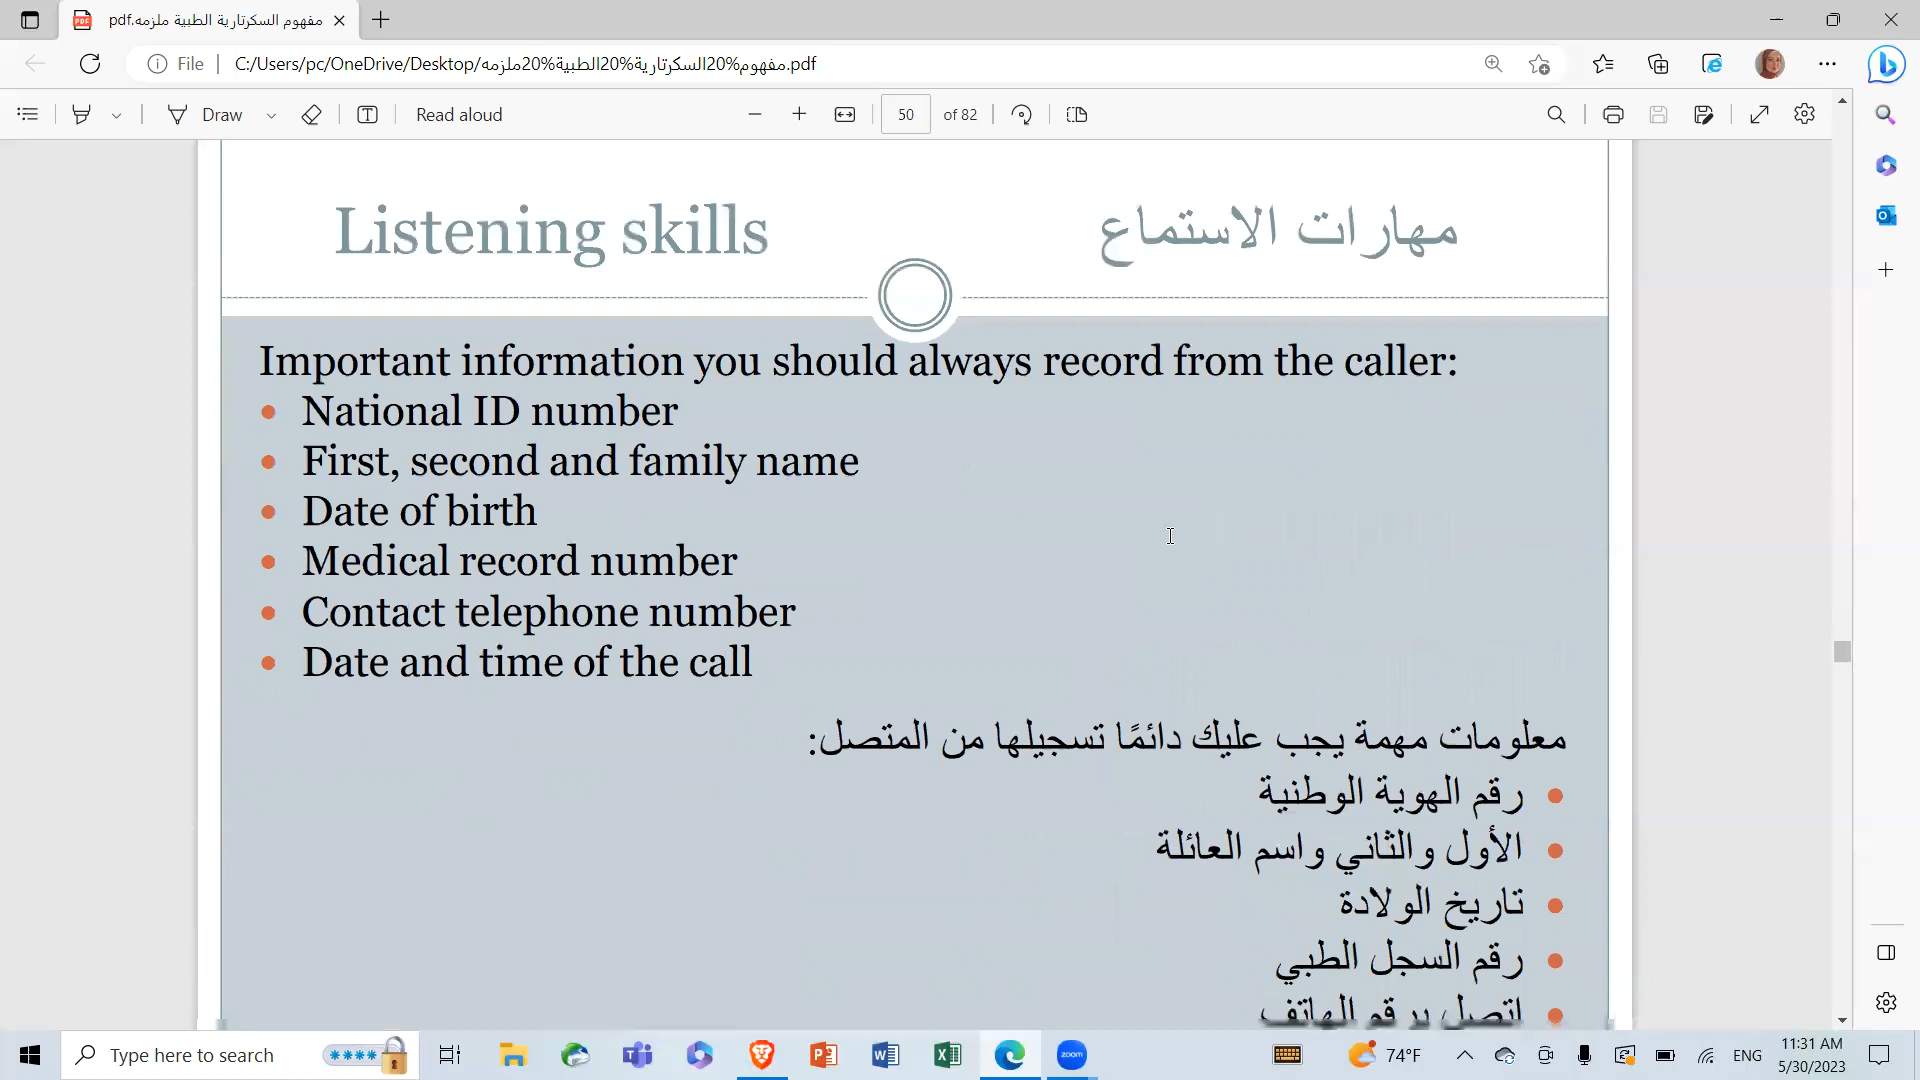 مفهوم السكرتارية الطبية ملزمه.pdf
File
C:/Users/pc/OneDrive/Desktop/مفهوم%20السكرتارية%20الطبية%20ملزمه.pdf
Draw
Read aloud
50
of 82
Listening skills
مهارات الاستماع
Important information you should always record from the caller:
National ID number
First, second and family name
Date of birth
Medical record number
Contact telephone number
Date and time of the call
معلومات مهمة يجب عليك دائمًا تسجيلها من المتصل:
رقم الهوية الوطنية
الأول والثاني واسم العائلة
تاريخ الولادة
رقم السجل الطبي
اتصل برقم الهاتف
Type here to search
zoom
74°F
ENG
11:31 AM
5/30/2023